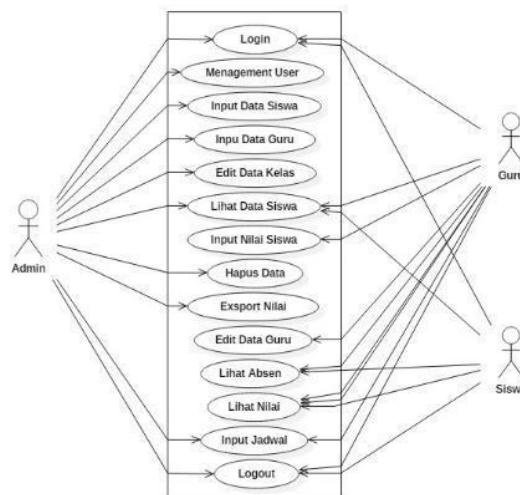 Login
Menagement User
Input Data Siswa
Inpu Data Guru
Edit Data Kelas
Lihat Data Siswa
Input Nilai Siswa
Hapus Data
Exsport Nilai
Edit Data Guru
Lihat Absen
Lihat Nilai
Input Jadwal
Logout
Admin
Guru
Sisw